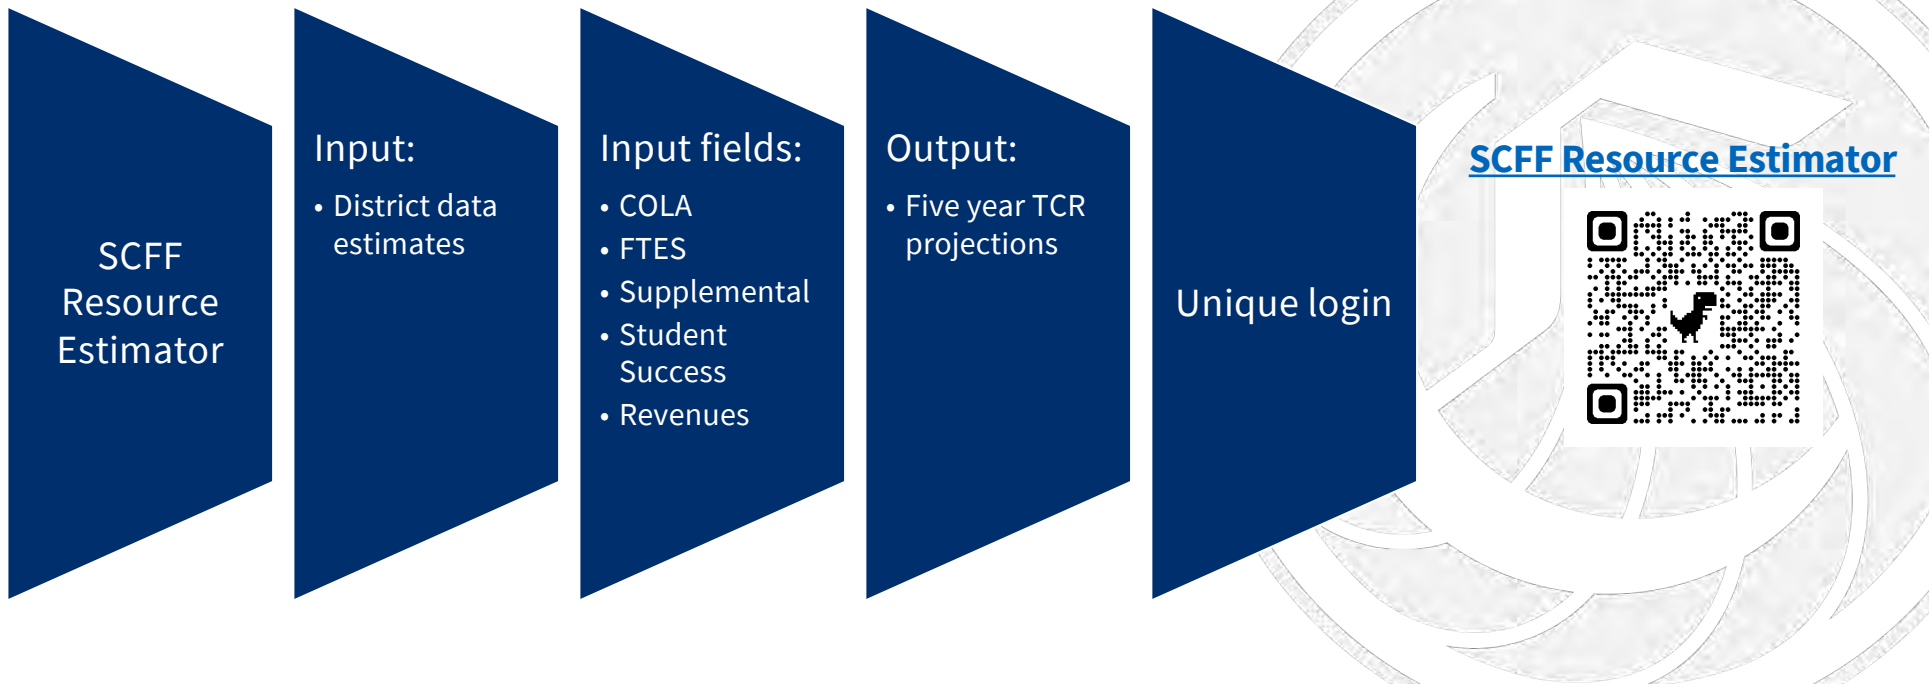 SCFF
Resource
Estimator
Input:
• District data
estimates
Input fields:
• COLA
• FTES
• Supplemental
• Student
Success
• Revenues
Output:
• Five year TCR
projections
Unique login
SCFF Resource Estimator